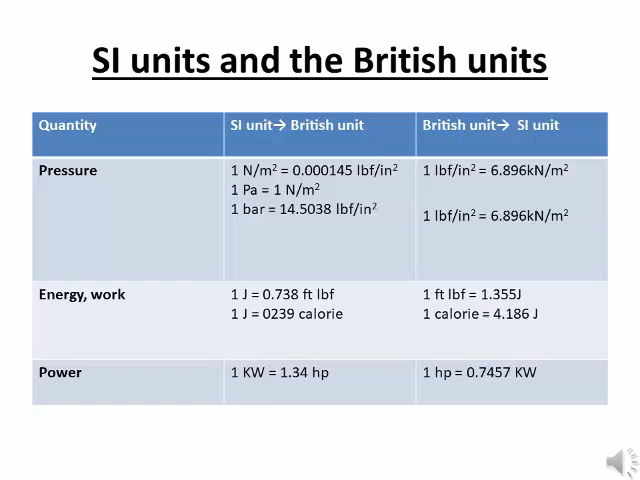 SI units and the British units
Quantity
SI unit→ British unit
British unit→ SI unit
Pressure
1 N/m² = 0.000145 lbf/in²
1 Pa = 1 N/m²
1 bar = 14.5038 lbf/in²
1 lbf/in² = 6.896kN/m²
1 lbf/in² = 6.896kN/m²
Energy, work
1 J = 0.738 ft lbf
1 J = 0239 calorie
1 ft lbf = 1.355J
1 calorie = 4.186 J
Power
1 KW = 1.34 hp
1 hp = 0.7457 KW